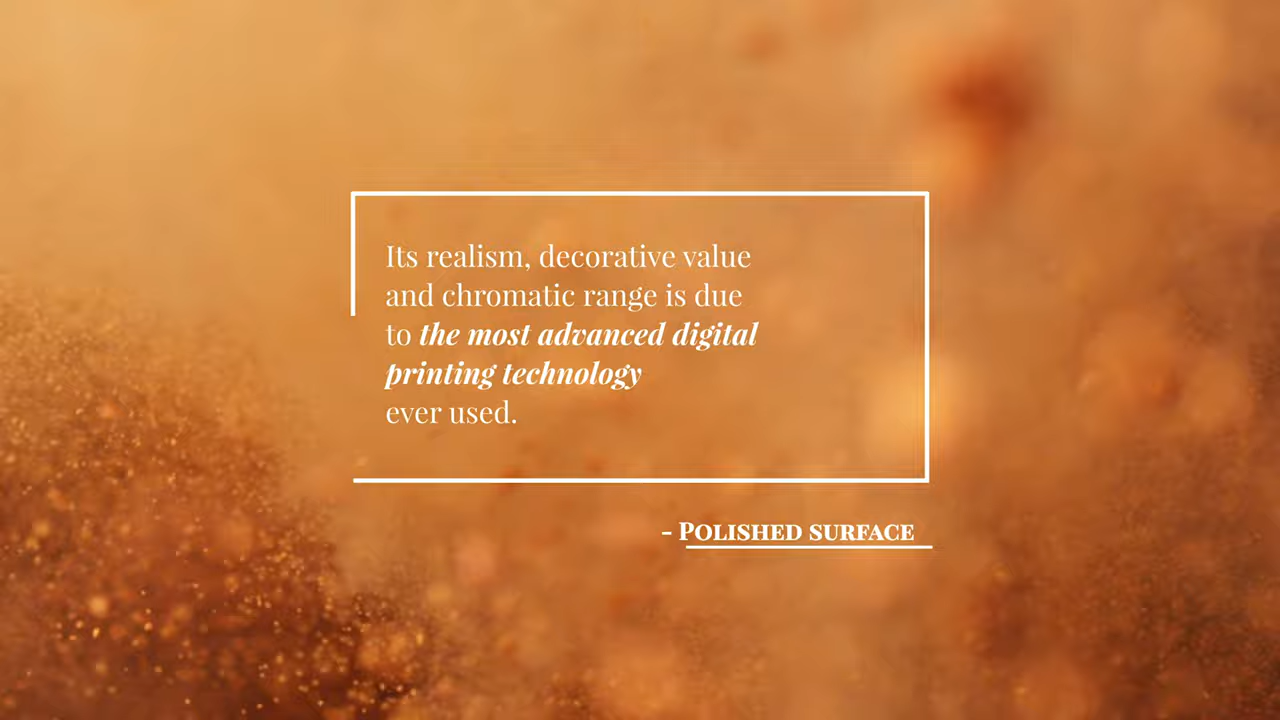 Its realism, decorative value
and chromatic range is due
to the most advanced digital
printing technology
ever used.
- Polished surface